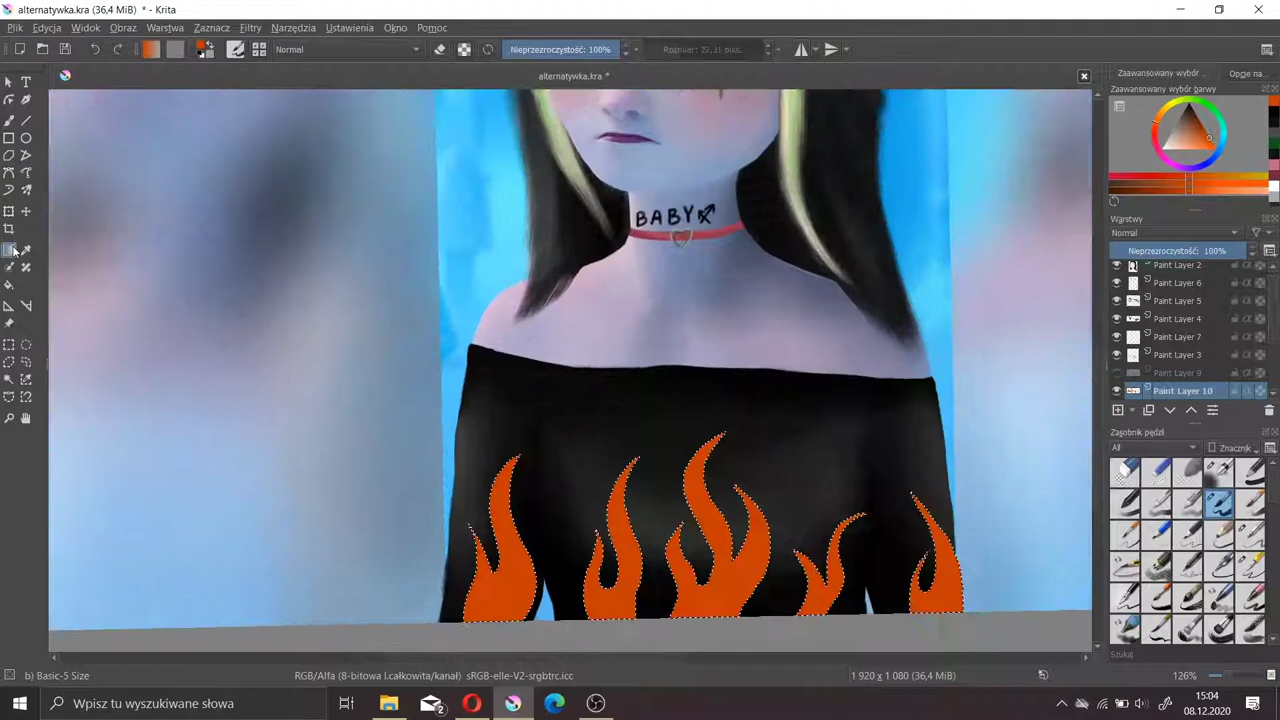 alternatywka.kra (36,4 MiB) * - Krita
Plik Edycja Widok Obraz Warstwa Zaznacz Filtry Narzędzia Ustawienia Okno Pomoc
Normal
Nieprzezroczystość: 100%
alternatywka.kra *
Zaawansowany wybór ...
Opcje na...
Zaawansowany wybór barwy
BABY
Warstwy
Normal
Nieprzezroczystość: 100%
Paint Layer 2
Paint Layer 6
Paint Layer 5
Paint Layer 4
Paint Layer 7
Paint Layer 3
Paint Layer 9
Paint Layer 10
Zasobnik pędzli
All
Znacznik
Szukaj
b) Basic-5 Size
RGB/Alfa (8-bitowa l.całkowita/kanał) sRGB-elle-V2-srgbtrc.icc
1 920 x 1 080 (36,4 MiB)
126%
Wpisz tu wyszukiwane słowa
2
15:04
08.12.2020